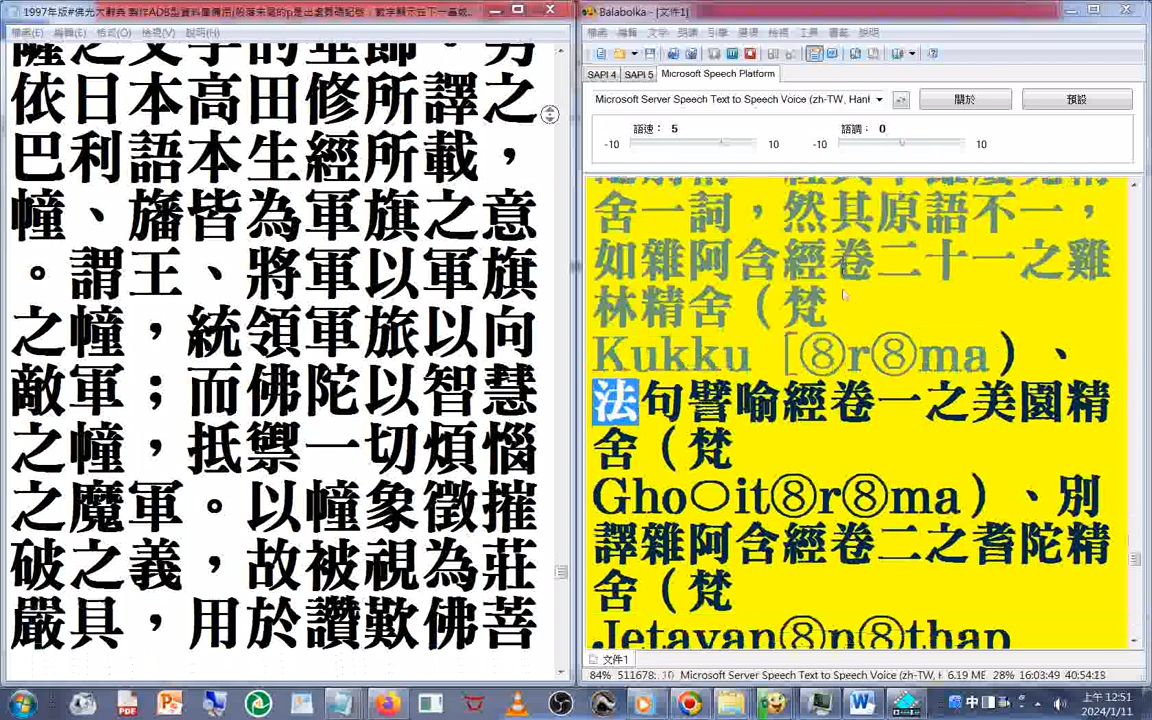 1997年版#佛光大辭典
薩之文字的莊飾。另
依日本高田修所譯之
巴利語本生經所載，
幢、旛皆為軍旗之意
。謂王、將軍以軍旗
之幢，統領軍旅以向
敵軍；而佛陀以智慧
之幢，抵禦一切煩惱
之魔軍。以幢象徵摧
破之義，故被視為莊
嚴具，用於讚歎佛菩
檔案(F) 編輯(E) 格式(O) 檢視(V) 說明(H)
Balabolka - [文件1]
SAPI 4 SAPI 5 Microsoft Speech Platform
Microsoft Server Speech Text to Speech Voice (zh-TW, Hanl
關於 預設
語速： 5 語調： 0
-10 10 -10 10
舍一詞，然其原語不一，
如雜阿含經卷二十一之雞
林精舍（梵
Kukku [⑧r⑧ma）、
法句譬喻經卷一之美園精
舍（梵
Gho○it⑧r⑧ma）、別
譯雜阿含經卷二之耆陀精
舍（梵
Jetavan⑧n⑧thap
文件1
Microsoft Server Speech Text to Speech Voice (zh-TW, H
84% 6.19 ME 28% 16:03:49 40:54:18
上午 12:51
2024/1/11